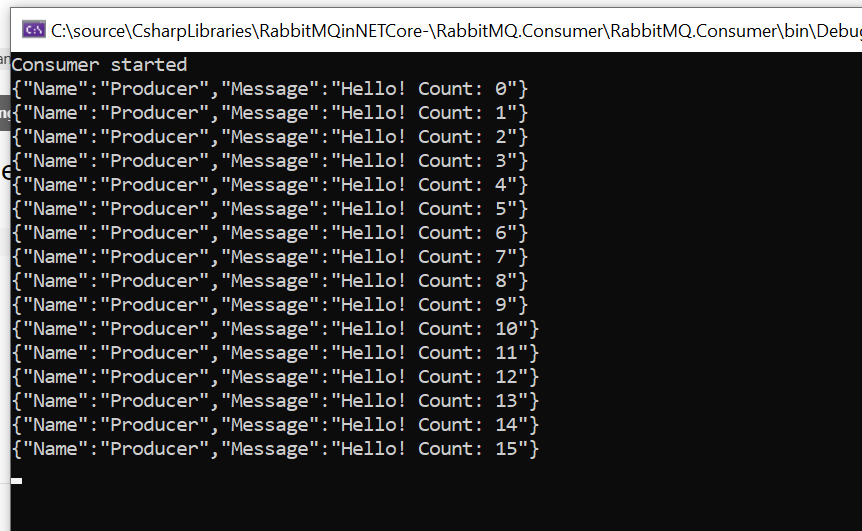 C:\source\CsharpLibraries\RabbitMQinNETCore-\RabbitMQ.Consumer\RabbitMQ.Consumer\bin\Debug
Consumer started
{"Name":"Producer","Message":"Hello! Count: 0"}
{"Name":"Producer","Message":"Hello! Count: 1"}
{"Name":"Producer","Message":"Hello! Count: 2"}
{"Name":"Producer","Message":"Hello! Count: 3"}
{"Name":"Producer","Message":"Hello! Count: 4"}
{"Name":"Producer","Message":"Hello! Count: 5"}
{"Name":"Producer","Message":"Hello! Count: 6"}
{"Name":"Producer","Message":"Hello! Count: 7"}
{"Name":"Producer","Message":"Hello! Count: 8"}
{"Name":"Producer","Message":"Hello! Count: 9"}
{"Name":"Producer","Message":"Hello! Count: 10"}
{"Name":"Producer","Message":"Hello! Count: 11"}
{"Name":"Producer","Message":"Hello! Count: 12"}
{"Name":"Producer","Message":"Hello! Count: 13"}
{"Name":"Producer","Message":"Hello! Count: 14"}
{"Name":"Producer","Message":"Hello! Count: 15"}